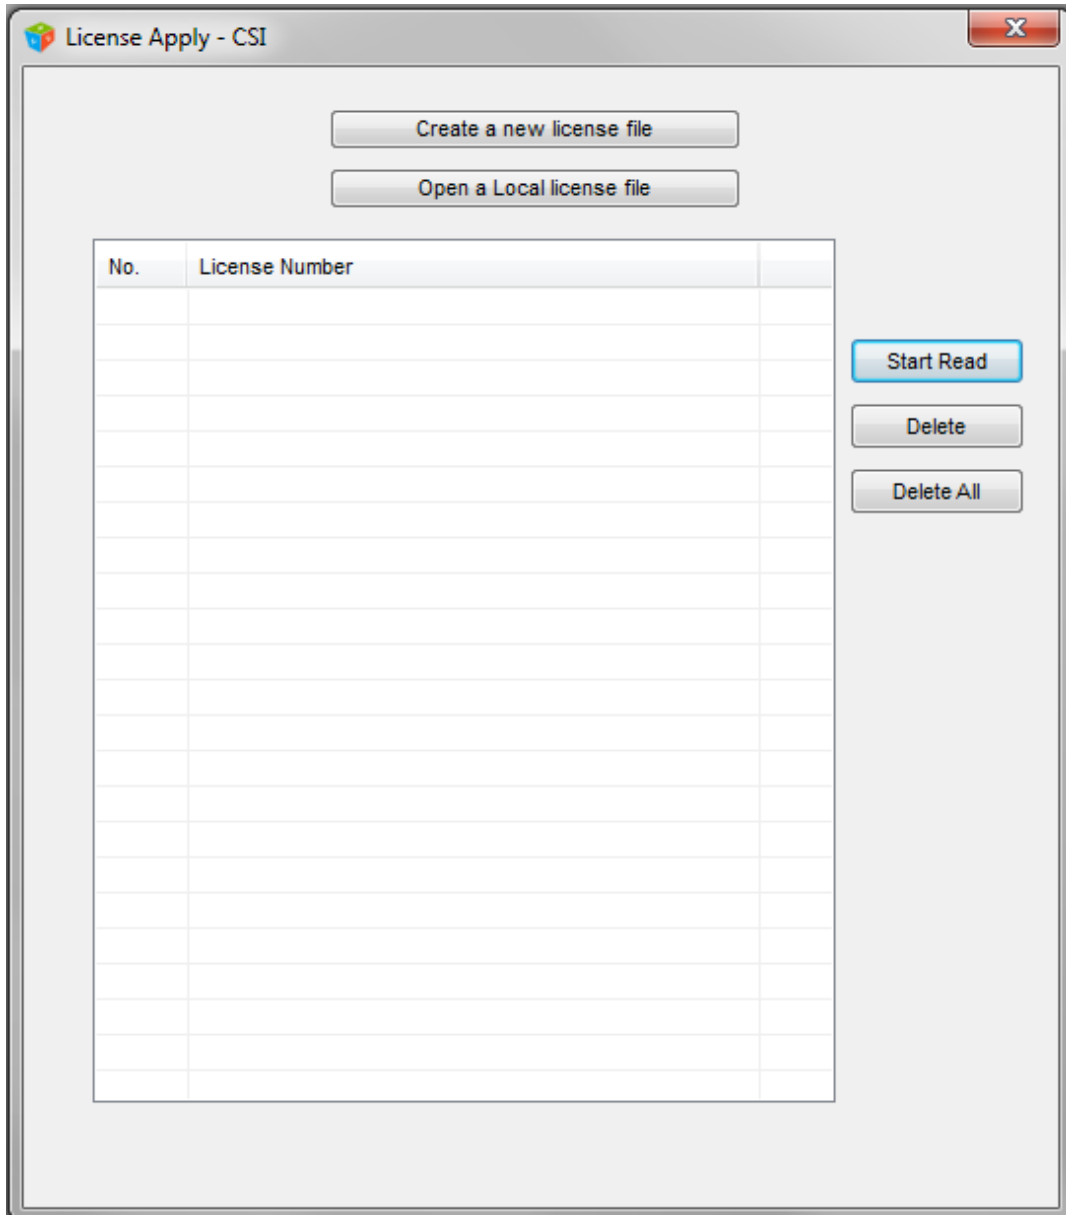 License Apply - CSI
Create a new license file
Open a Local license file
No. License Number
Start Read
Delete
Delete All